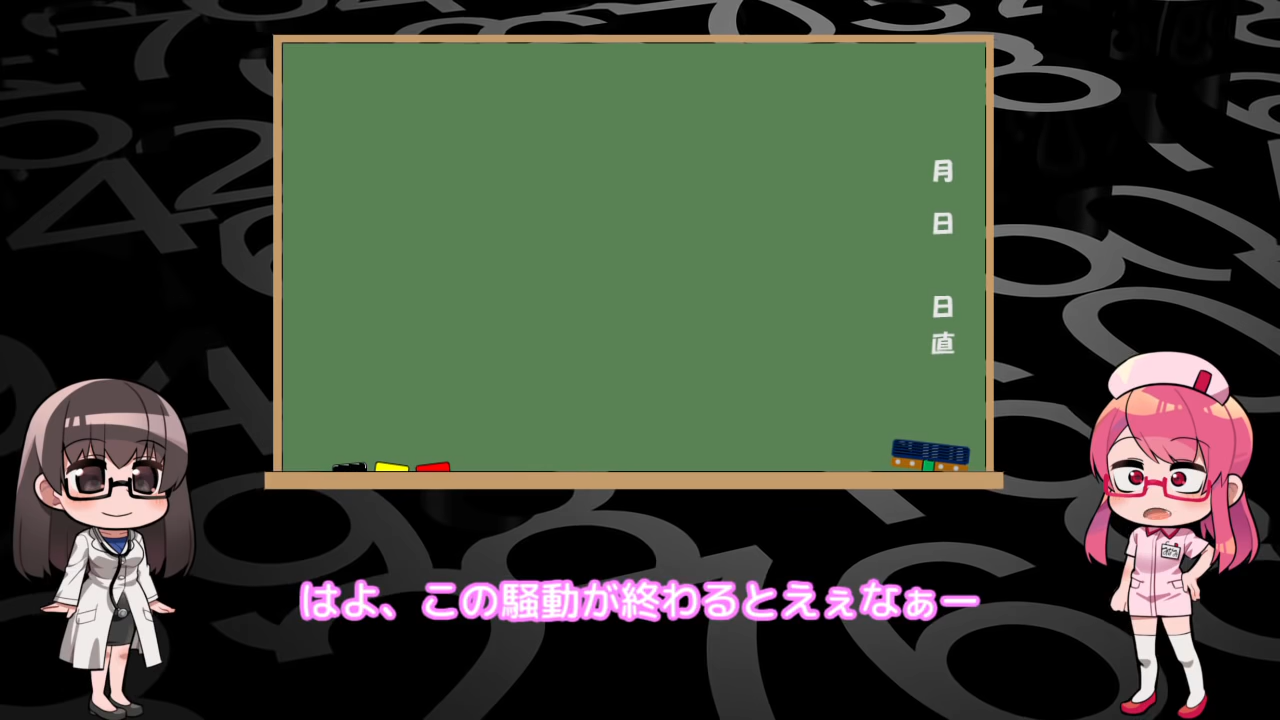 月
日
日
直
はよ、この騒動が終わるとえぇなぁー